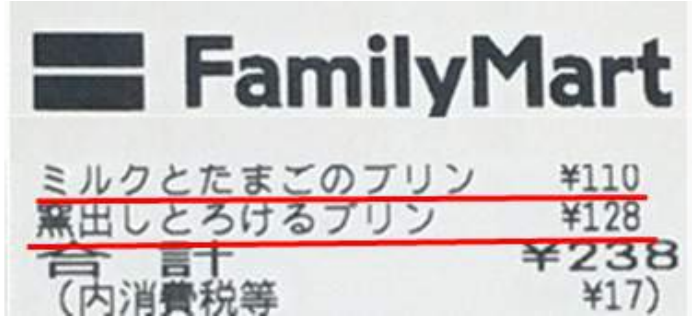 FamilyMart
ミルクとたまごのプリン ¥110
窯出しとろけるプリン ¥128
合計 ¥238
(内消費税等 ¥17)